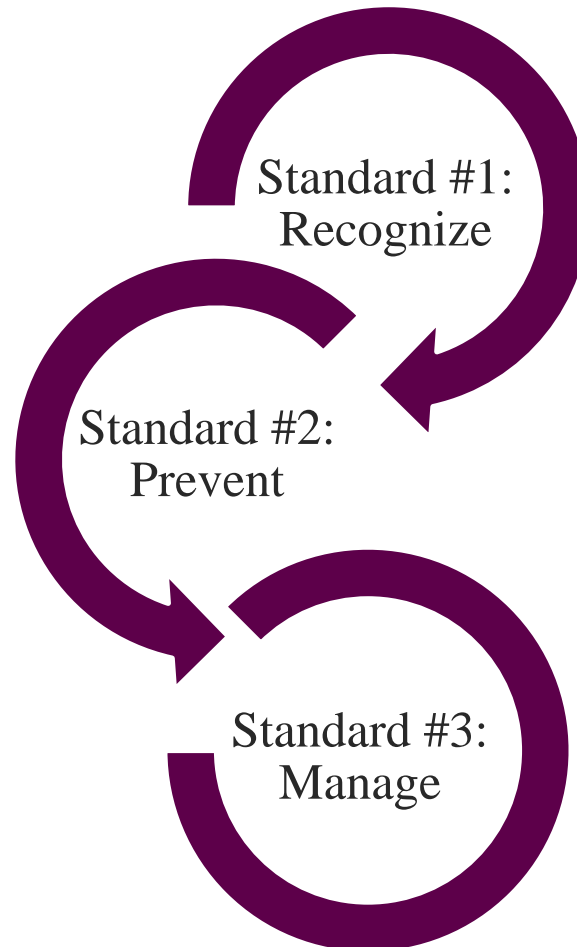 Standard #1:
Recognize
Standard #2:
Prevent
Standard #3:
Manage